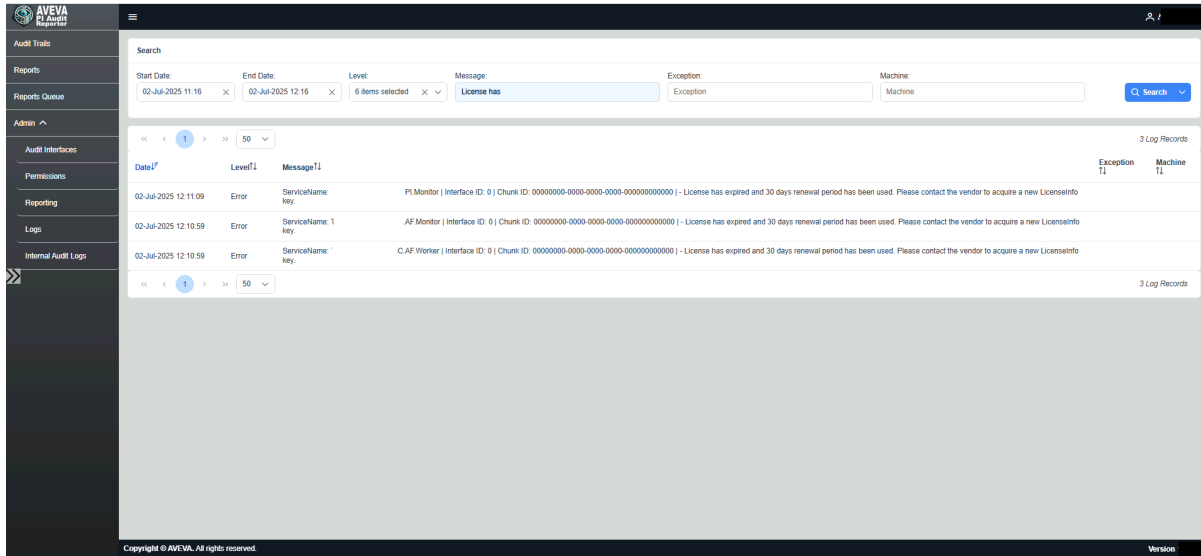 AVEVA
PI Audit
Reporter
Audit Trails
Reports
Reports Queue
Admin
Audit Interfaces
Permissions
Reporting
Logs
Internal Audit Logs
Search
Start Date: End Date: Level: Message: Exception: Machine:
02-Jul-2025 11:16 02-Jul-2025 12:16 6 items selected License has Exception Machine Search
1 50 3 Log Records
Date Level Message Exception Machine
02-Jul-2025 12:11:09 Error ServiceName: PI.Monitor | Interface ID: 0 | Chunk ID: 00000000-0000-0000-0000-000000000000 | - License has expired and 30 days renewal period has been used. Please contact the vendor to acquire a new LicenseInfo
key.
02-Jul-2025 12:10:59 Error ServiceName: .AF.Monitor | Interface ID: 0 | Chunk ID: 00000000-0000-0000-0000-000000000000 | - License has expired and 30 days renewal period has been used. Please contact the vendor to acquire a new LicenseInfo
key.
02-Jul-2025 12:10:59 Error ServiceName: C.AF.Worker | Interface ID: 0 | Chunk ID: 00000000-0000-0000-0000-000000000000 | - License has expired and 30 days renewal period has been used. Please contact the vendor to acquire a new LicenseInfo
key.
1 50 3 Log Records
Copyright © AVEVA. All rights reserved. Version